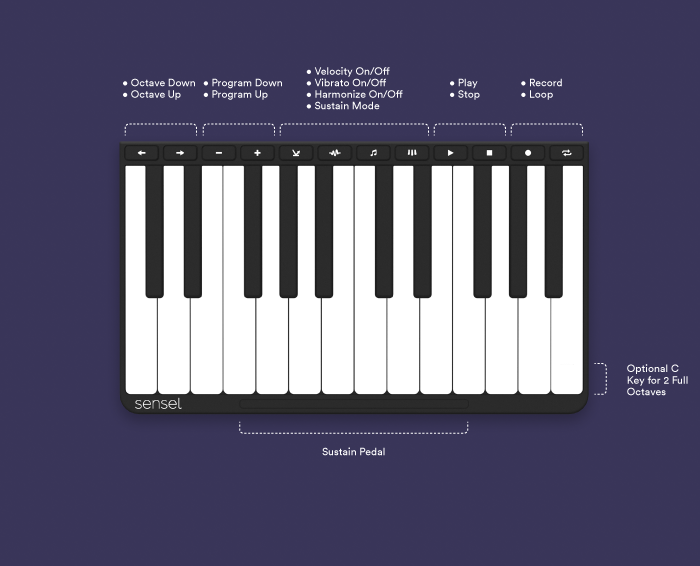 • Velocity On/Off
• Octave Down • Program Down • Vibrato On/Off • Play • Record
• Octave Up • Program Up • Harmonize On/Off • Stop • Loop
• Sustain Mode
Optional C
Key for 2 Full
Octaves
sensel
Sustain Pedal